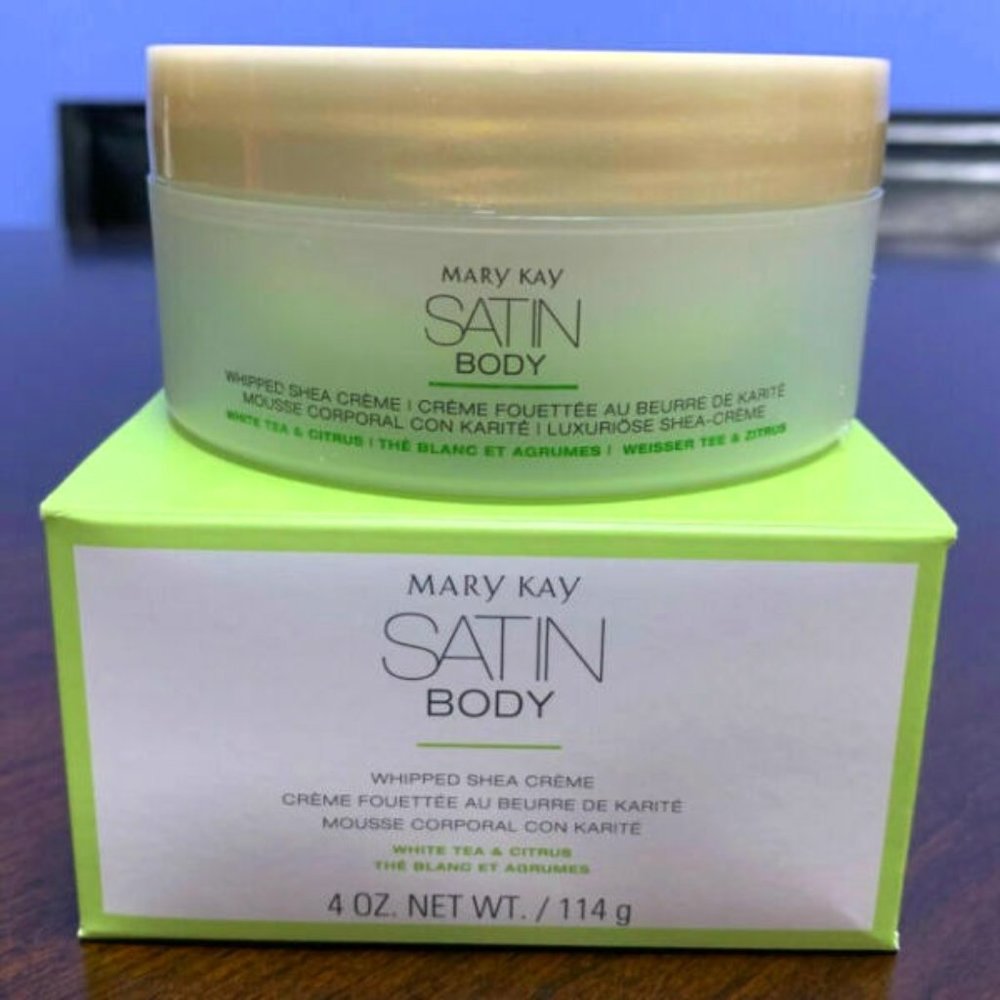 MARY KAY
SATIN
BODY
WHIPPED SHEA CRÈME | CRÈME FOUETTÉE AU BEURRE DE KARITÉ
MOUSSE CORPORAL CON KARITÉ | LUXURIÖSE SHEA-CRÈME
WHITE TEA & CITRUS | THÉ BLANC ET AGRUMES | WEISSER TEE & ZITRUS
MARY KAY
SATIN
BODY
WHIPPED SHEA CRÈME
CRÈME FOUETTÉE AU BEURRE DE KARITÉ
MOUSSE CORPORAL CON KARITÉ
WHITE TEA & CITRUS
THÉ BLANC ET AGRUMES
4 OZ. NET WT. / 114 g